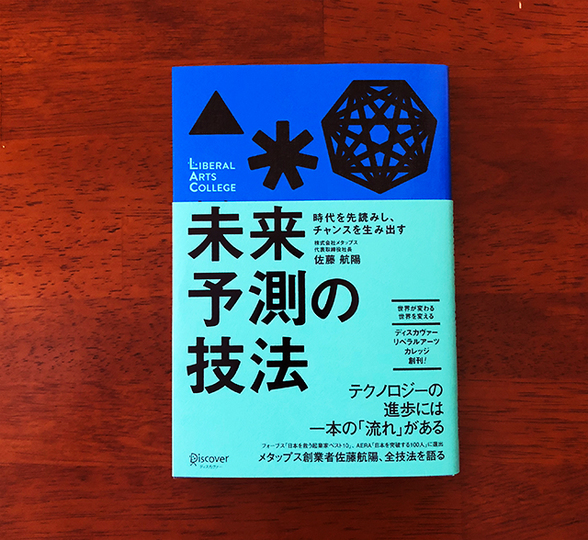 LIBERAL
ARTS
COLLEGE
未来
予測の
技法
時代を先読みし、
チャンスを生み出す
株式会社メタップス
代表取締役社長
佐藤 航陽
世界が変わる
世界を変える
ディスカヴァー
リベラルアーツ
カレッジ
創刊!
テクノロジーの
進歩には
一本の「流れ」がある
フォーブス「日本を救う起業家ベスト10」、AERA「日本を突破する100人」に選出
メタップス創業者佐藤航陽、全技法を語る
Discover
ディスカヴァー